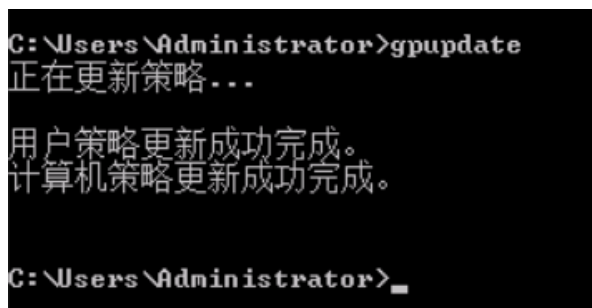 C:\Users\Administrator>gpupdate
正在更新策略...
用户策略更新成功完成。
计算机策略更新成功完成。
C:\Users\Administrator>_